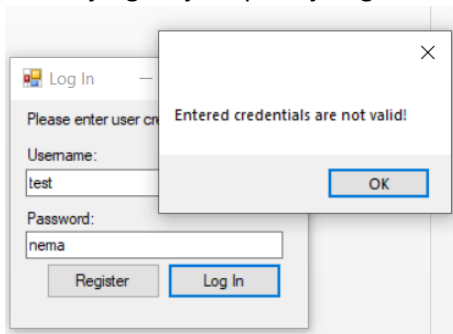 Log In
Please enter user cre
Entered credentials are not valid!
OK
Username:
test
Password:
nema
Register
Log In